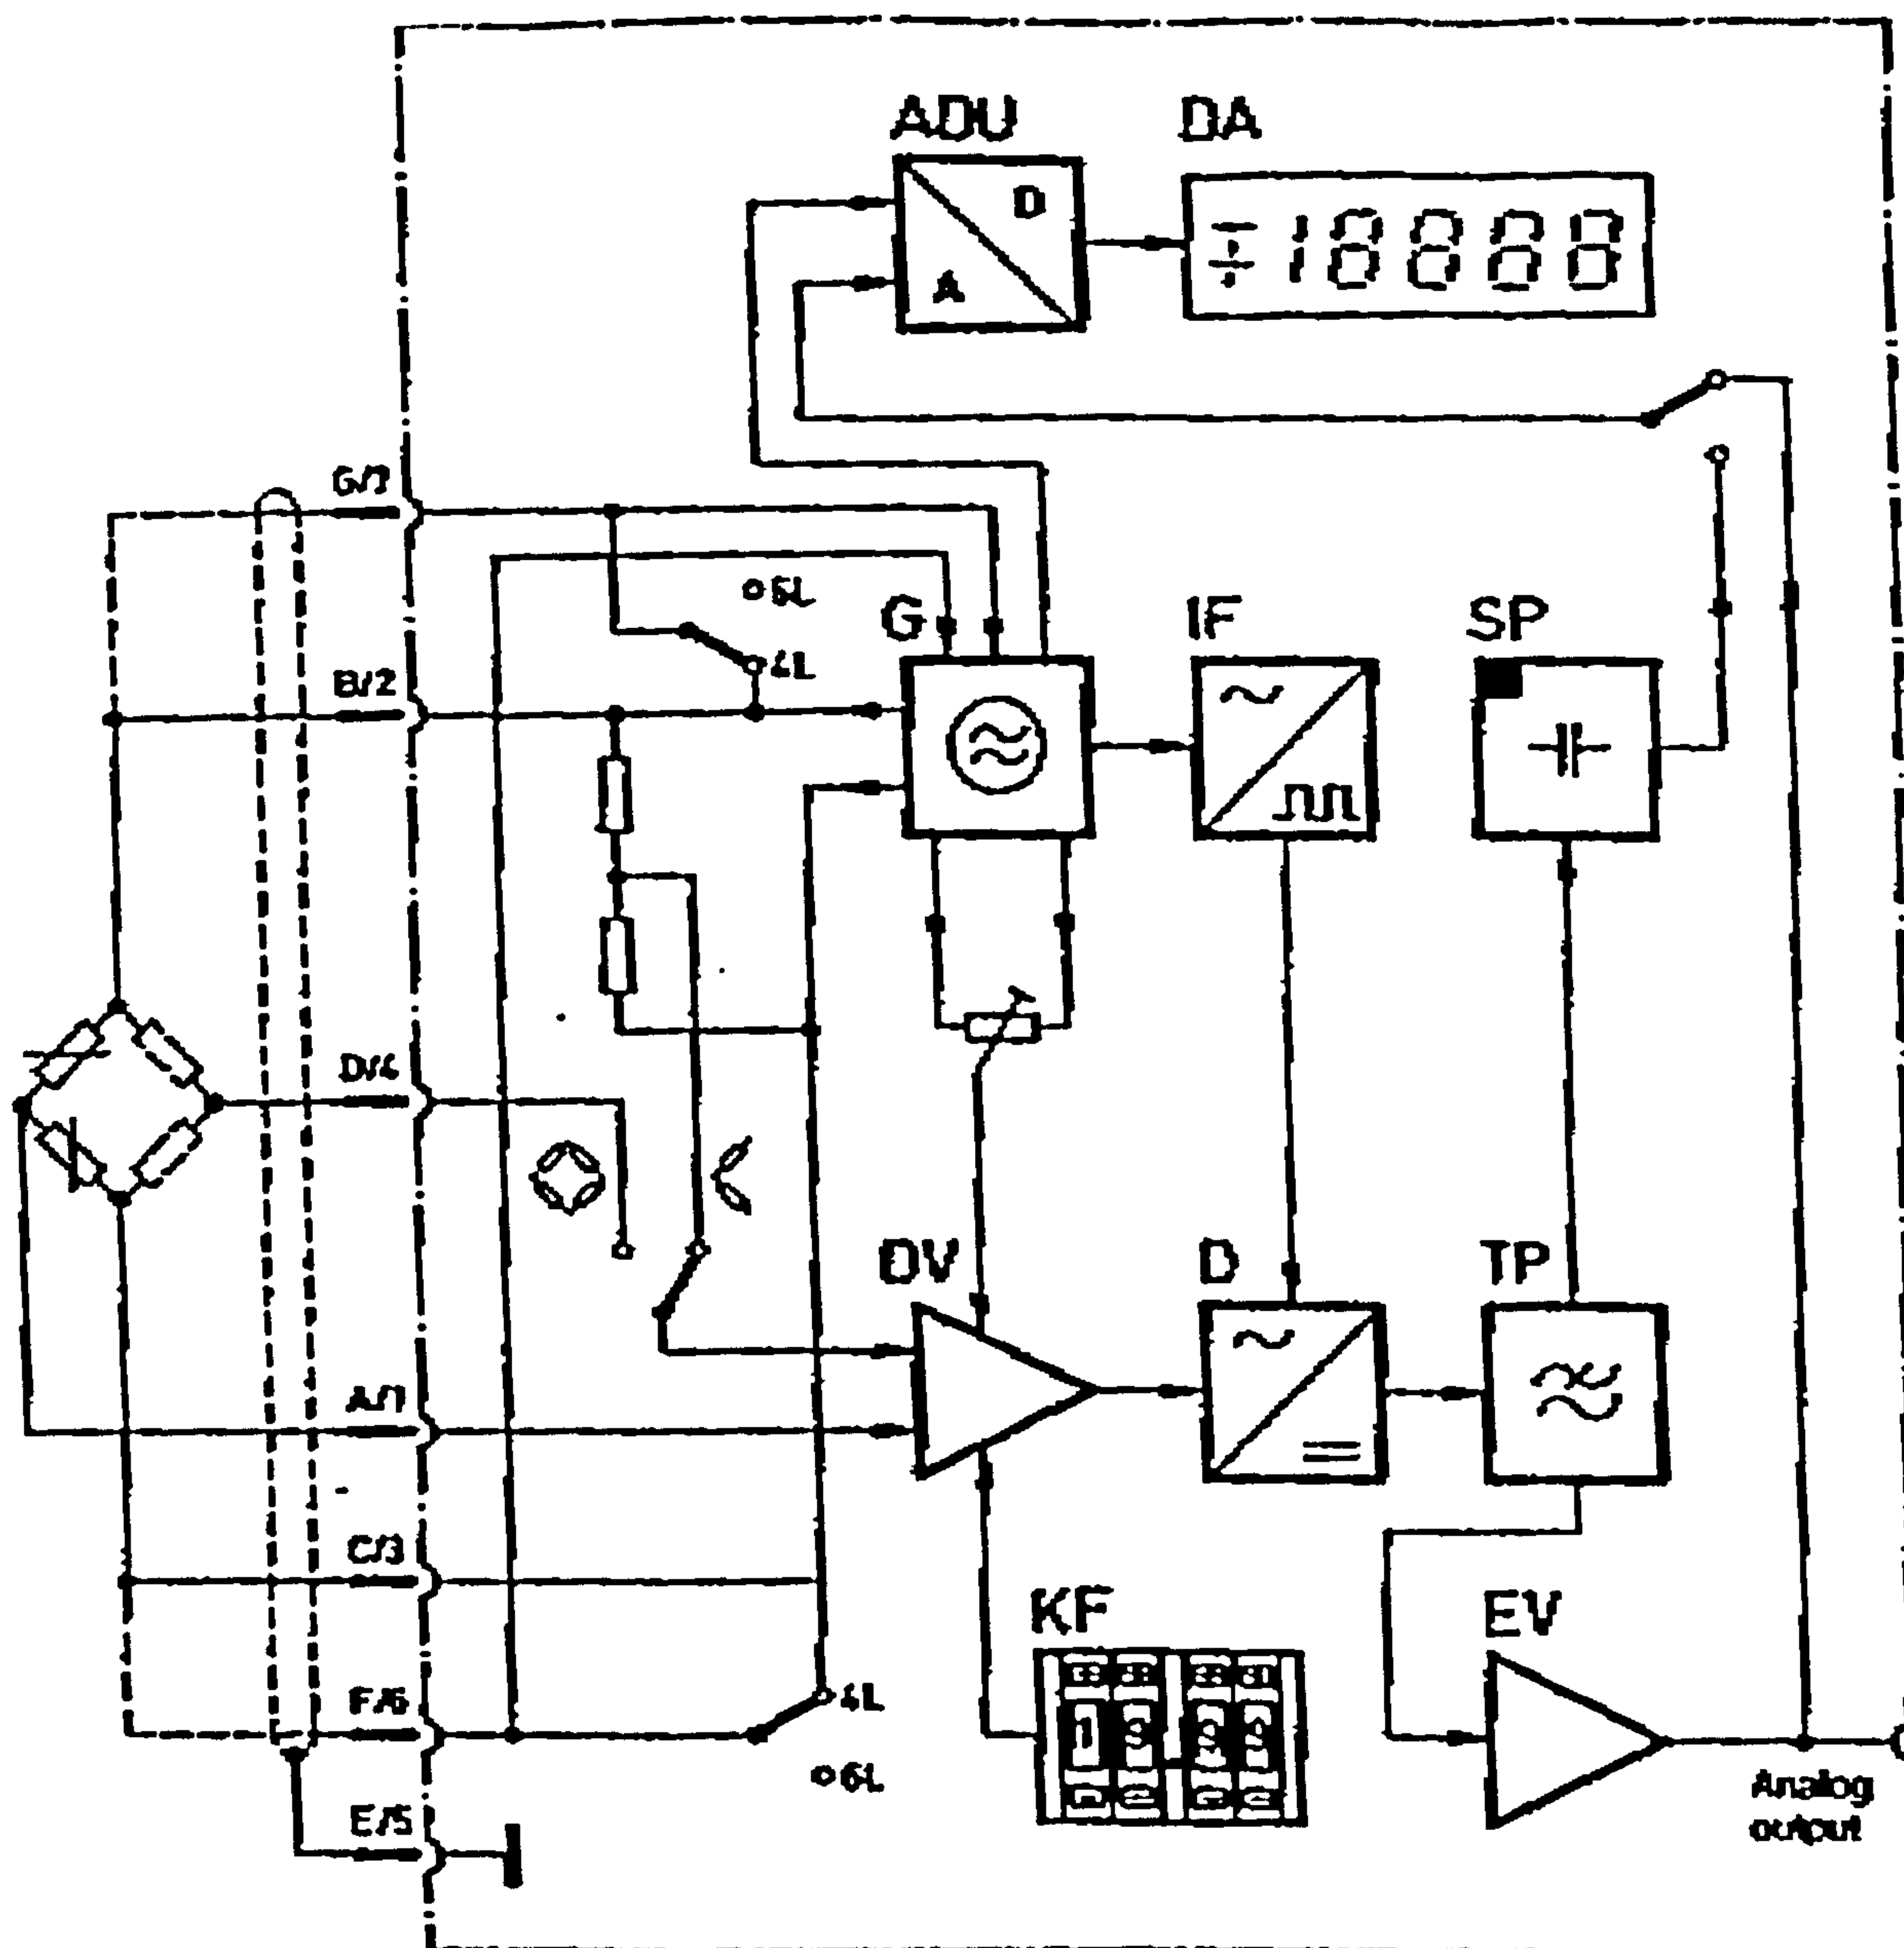 ADU
DA
D
A
±18888
G/7
6L
G
IF
SP
4L
B/2
D/4
DV
D
TP
A/1
C/3
KF
EV
F/6
4L
6L
E/5
Analog
output